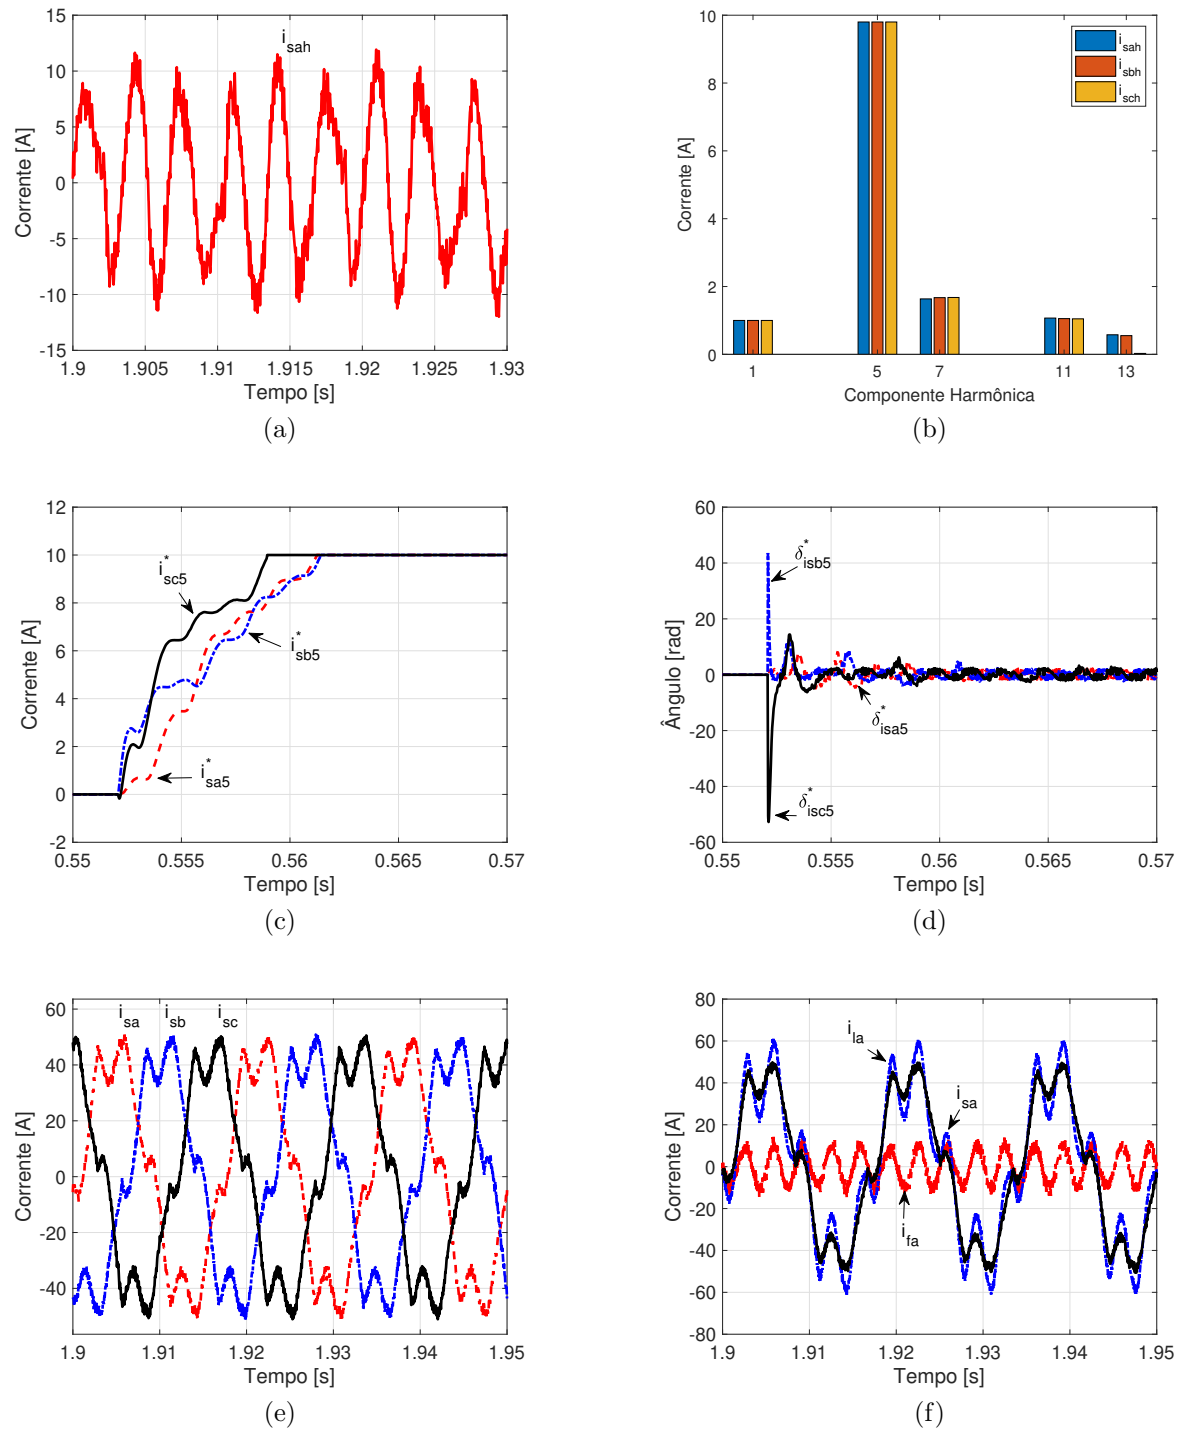 i_sah
Corrente [A]
15
10
5
0
-5
-10
-15
1.9
1.905
1.91
1.915
1.92
1.925
1.93
Tempo [s]
(a)
i_sah
i_sbh
i_sch
Corrente [A]
10
8
6
4
2
0
1
5
7
11
13
Componente Harmônica
(b)
Corrente [A]
12
10
8
6
4
2
0
-2
i*_sc5
i*_sb5
i*_sa5
0.55
0.555
0.56
0.565
0.57
Tempo [s]
(c)
Ângulo [rad]
60
40
20
0
-20
-40
-60
δ*_isb5
δ*_isa5
δ*_isc5
0.55
0.555
0.56
0.565
0.57
Tempo [s]
(d)
i_sa i_sb i_sc
Corrente [A]
60
40
20
0
-20
-40
1.9
1.91
1.92
1.93
1.94
1.95
Tempo [s]
(e)
Corrente [A]
80
60
40
20
0
-20
-40
-60
-80
i_la
i_sa
i_fa
1.9
1.91
1.92
1.93
1.94
1.95
Tempo [s]
(f)